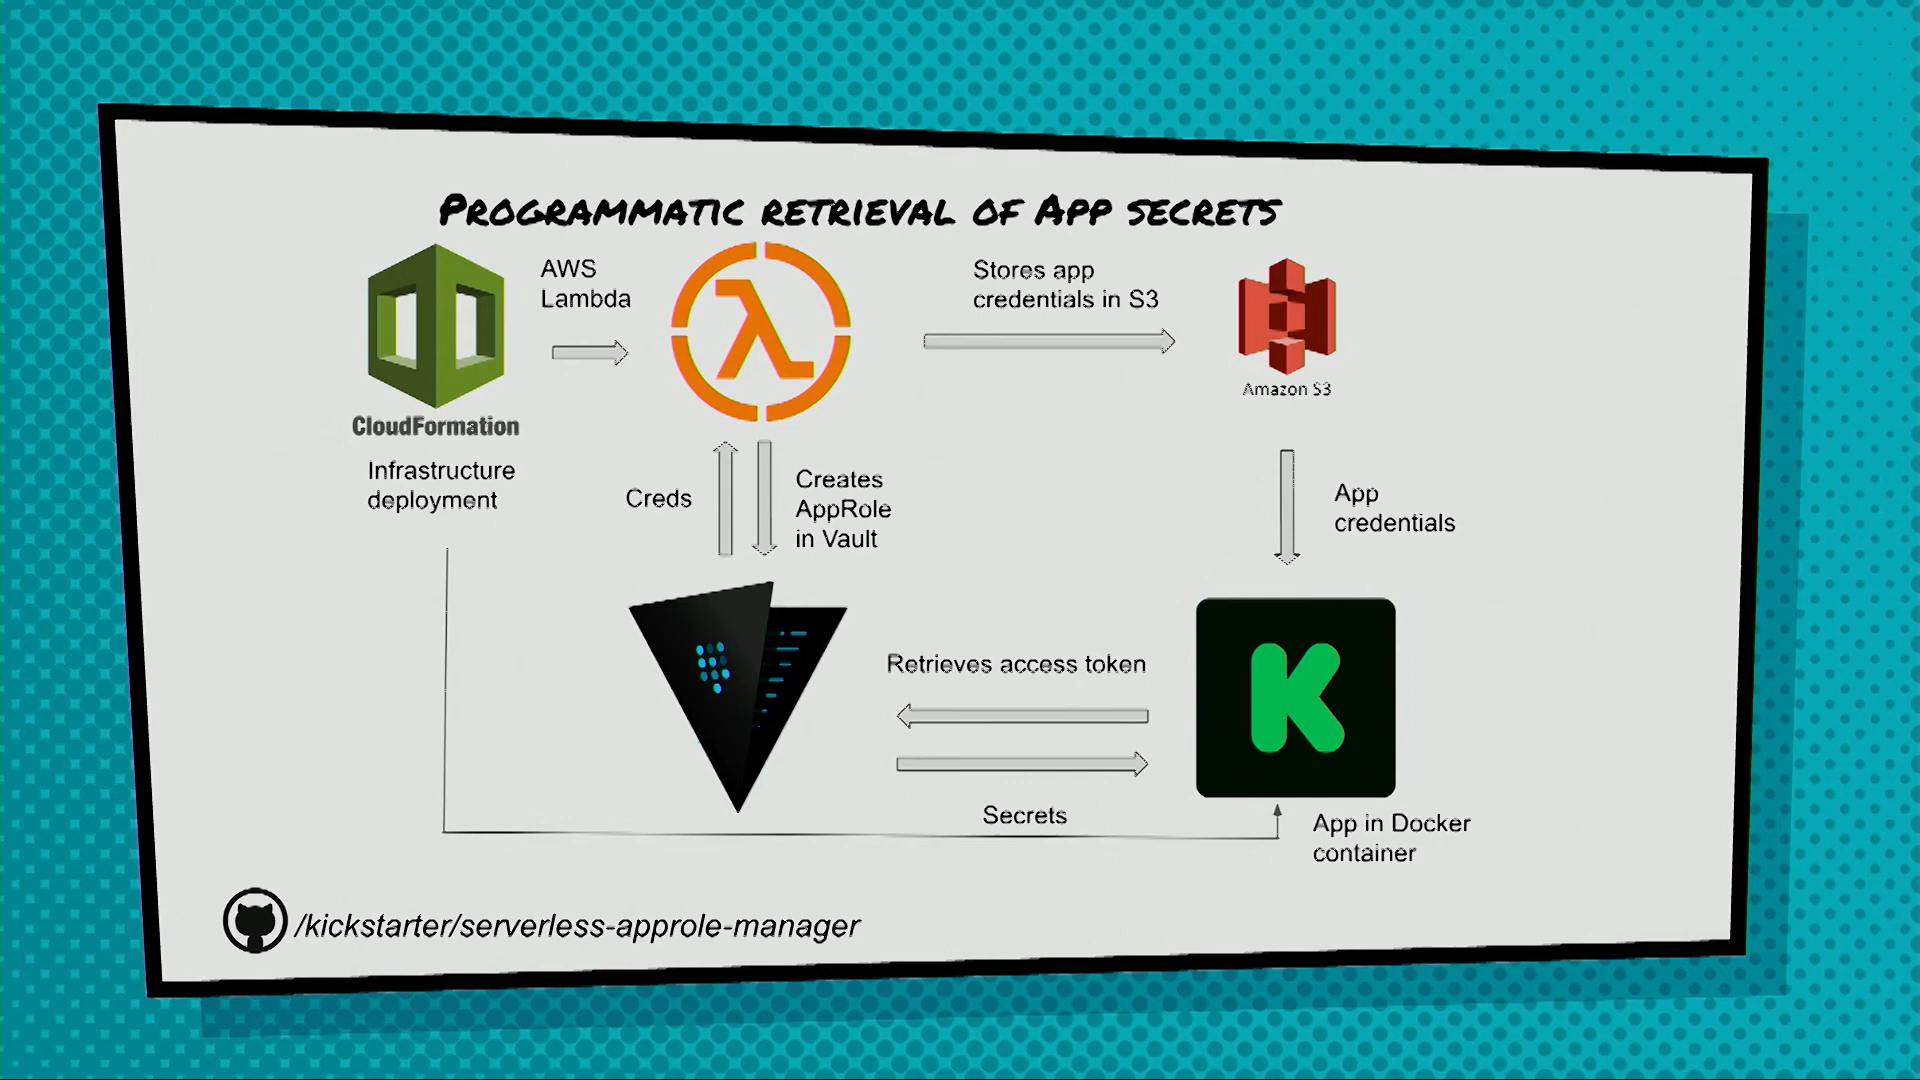 Programmatic retrieval of App secrets
AWS
Lambda
Stores app
credentials in S3
Amazon S3
CloudFormation
Infrastructure
deployment
Creds
Creates
AppRole
in Vault
App
credentials
Retrieves access token
K
Secrets
App in Docker
container
/kickstarter/serverless-approle-manager